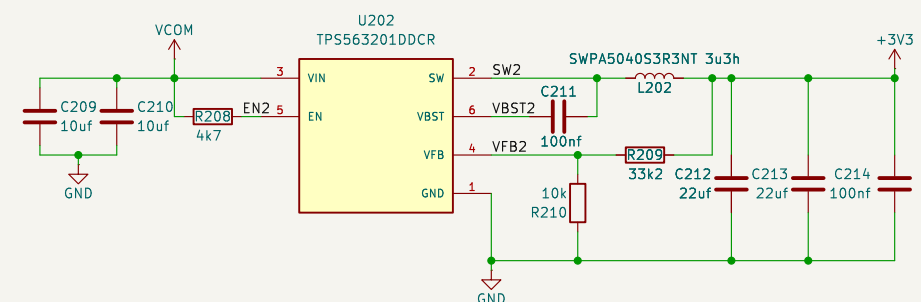 U202
TPS563201DDCR
VCOM
+3V3
SWPA5040S3R3NT 3u3h
L202
3
VIN
SW
2
SW2
C209
10uf
C210
10uf
R208
4k7
EN2
5
EN
VBST
6
VBST2
C211
100nf
VFB
4
VFB2
R209
33k2
GND
1
10k
R210
C212
22uf
C213
22uf
C214
100nf
GND
GND